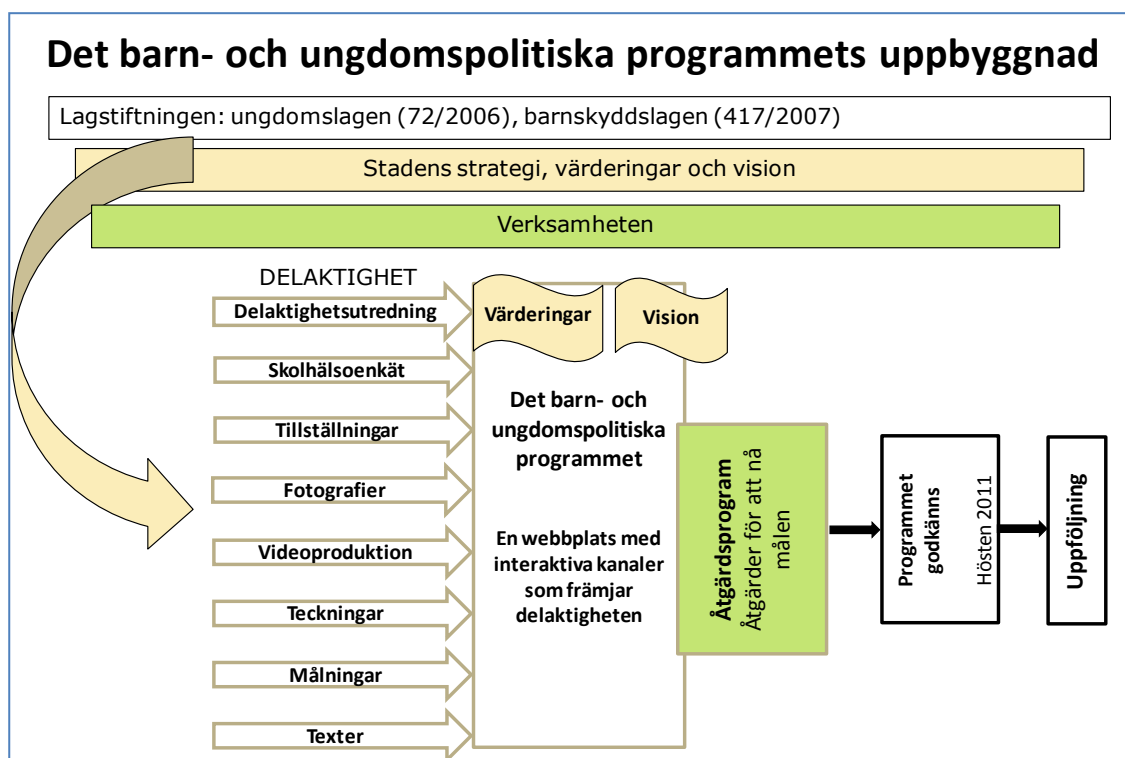 Det barn- och ungdomspolitiska programmets uppbyggnad
Lagstiftningen: ungdomslagen (72/2006), barnskyddslagen (417/2007)
Stadens strategi, värderingar och vision
Verksamheten
DELAKTIGHET
Delaktighetsutredning
Skolhälsoenkät
Tillställningar
Fotografier
Videoproduktion
Teckningar
Målningar
Texter
Värderingar
Vision
Det barn- och
ungdomspolitiska
programmet
En webbplats med
interaktiva kanaler
som främjar
delaktigheten
Åtgärdsprogram
Åtgärder för att nå
målen
Programmet
godkänns
Hösten 2011
Uppföljning